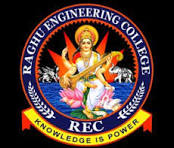 RAGHU ENGINEERING COLLEGE
REC
KNOWLEDGE IS POWER